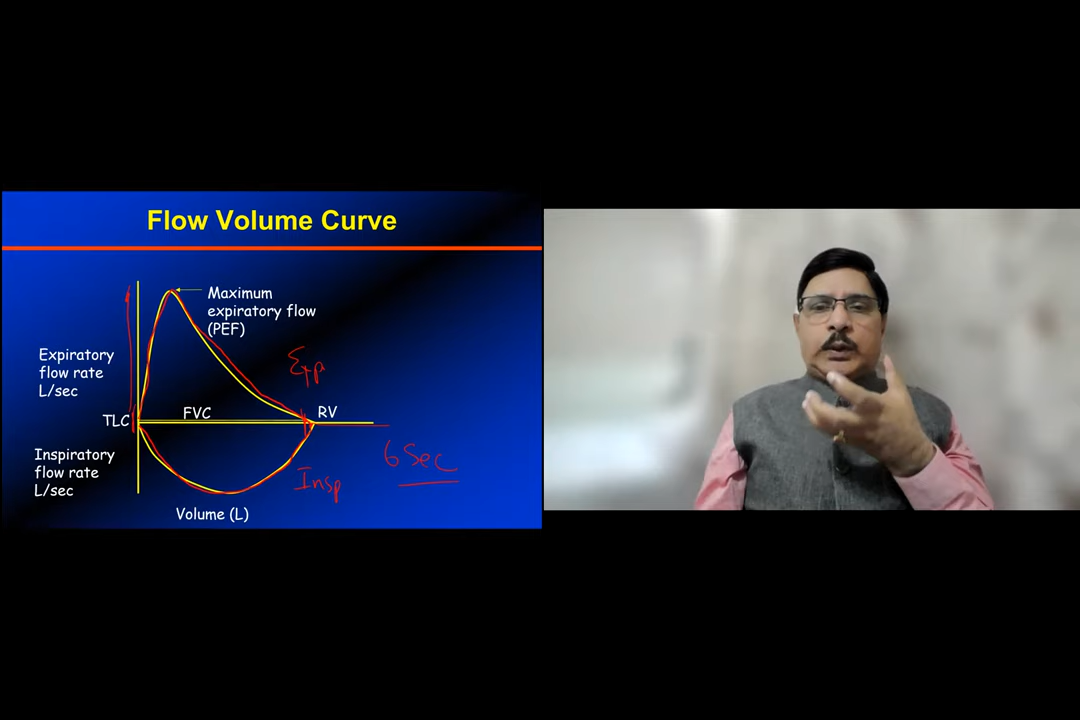 Flow Volume Curve
Maximum
expiratory flow
(PEF)
Expiratory
flow rate
L/sec
Exp
TLC
FVC
RV
Inspiratory
flow rate
L/sec
6 Sec
Insp
Volume (L)